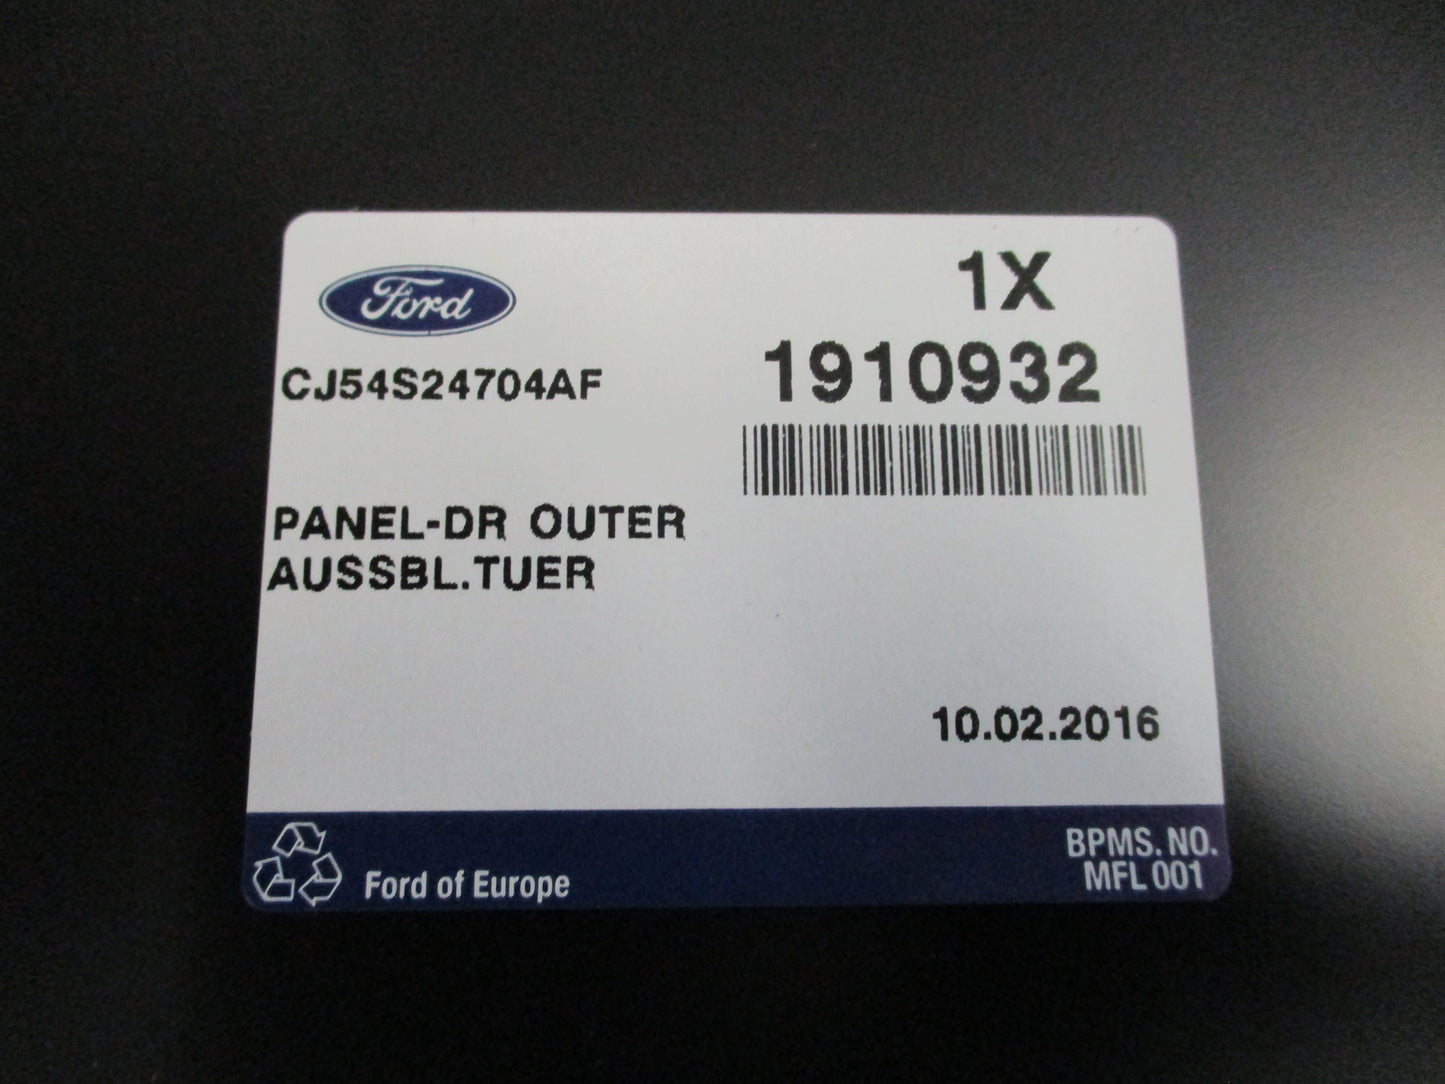 Ford
1X
1910932
CJ54S24704AF
PANEL-DR OUTER
AUSSBL.TUER
10.02.2016
Ford of Europe
BPMS. NO.
MFL 001